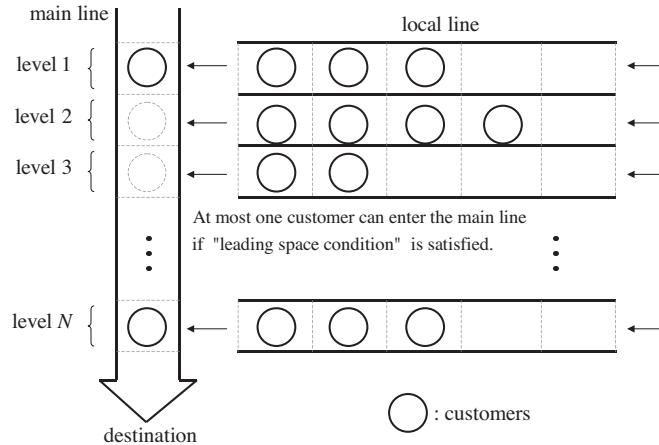 main line
local line
level 1
level 2
level 3
At most one customer can enter the main line
if "leading space condition" is satisfied.
level N
: customers
destination